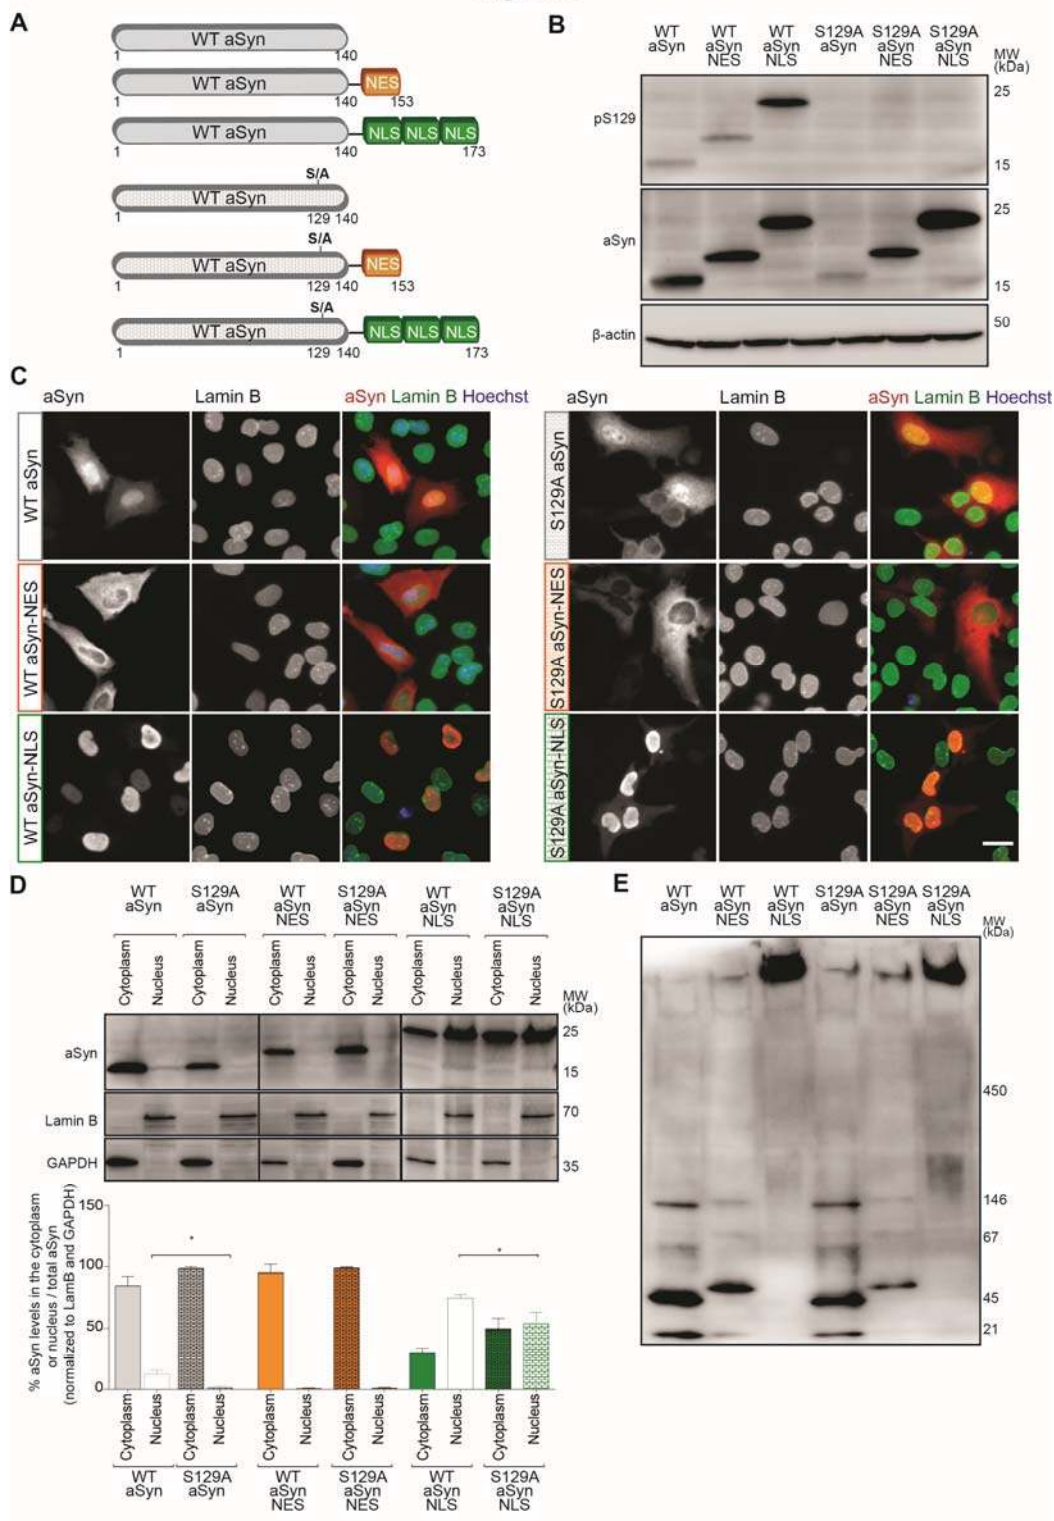 A
WT aSyn
1 140
WT aSyn NES
1 140 153
WT aSyn NLS NLS NLS
1 140 173
S/A
WT aSyn
1 129 140
S/A
WT aSyn NES
1 129 140 153
S/A
WT aSyn NLS NLS NLS
1 129 140 173
B
WT aSyn
WT aSyn NES
WT aSyn NLS
S129A aSyn
S129A aSyn NES
S129A aSyn NLS
MW (kDa)
pS129
25
15
aSyn
25
15
β-actin
50
C
aSyn Lamin B aSyn Lamin B Hoechst
WT aSyn
WT aSyn-NES
WT aSyn-NLS
aSyn Lamin B aSyn Lamin B Hoechst
S129A aSyn
S129A aSyn-NES
S129A aSyn-NLS
D
WT aSyn
S129A aSyn
WT aSyn NES
S129A aSyn NES
WT aSyn NLS
S129A aSyn NLS
Cytoplasm Nucleus Cytoplasm Nucleus Cytoplasm Nucleus Cytoplasm Nucleus Cytoplasm Nucleus Cytoplasm Nucleus
MW (kDa)
aSyn
25
15
Lamin B
70
GAPDH
35
% aSyn levels in the cytoplasm
or nucleus / total aSyn
(normalized to LamB and GAPDH)
150
100
50
0
* *
Cytoplasm Nucleus Cytoplasm Nucleus Cytoplasm Nucleus Cytoplasm Nucleus Cytoplasm Nucleus Cytoplasm Nucleus
WT aSyn
S129A aSyn
WT aSyn NES
S129A aSyn NES
WT aSyn NLS
S129A aSyn NLS
E
WT aSyn
WT aSyn NES
WT aSyn NLS
S129A aSyn
S129A aSyn NES
S129A aSyn NLS
MW (kDa)
450
146
67
45
21